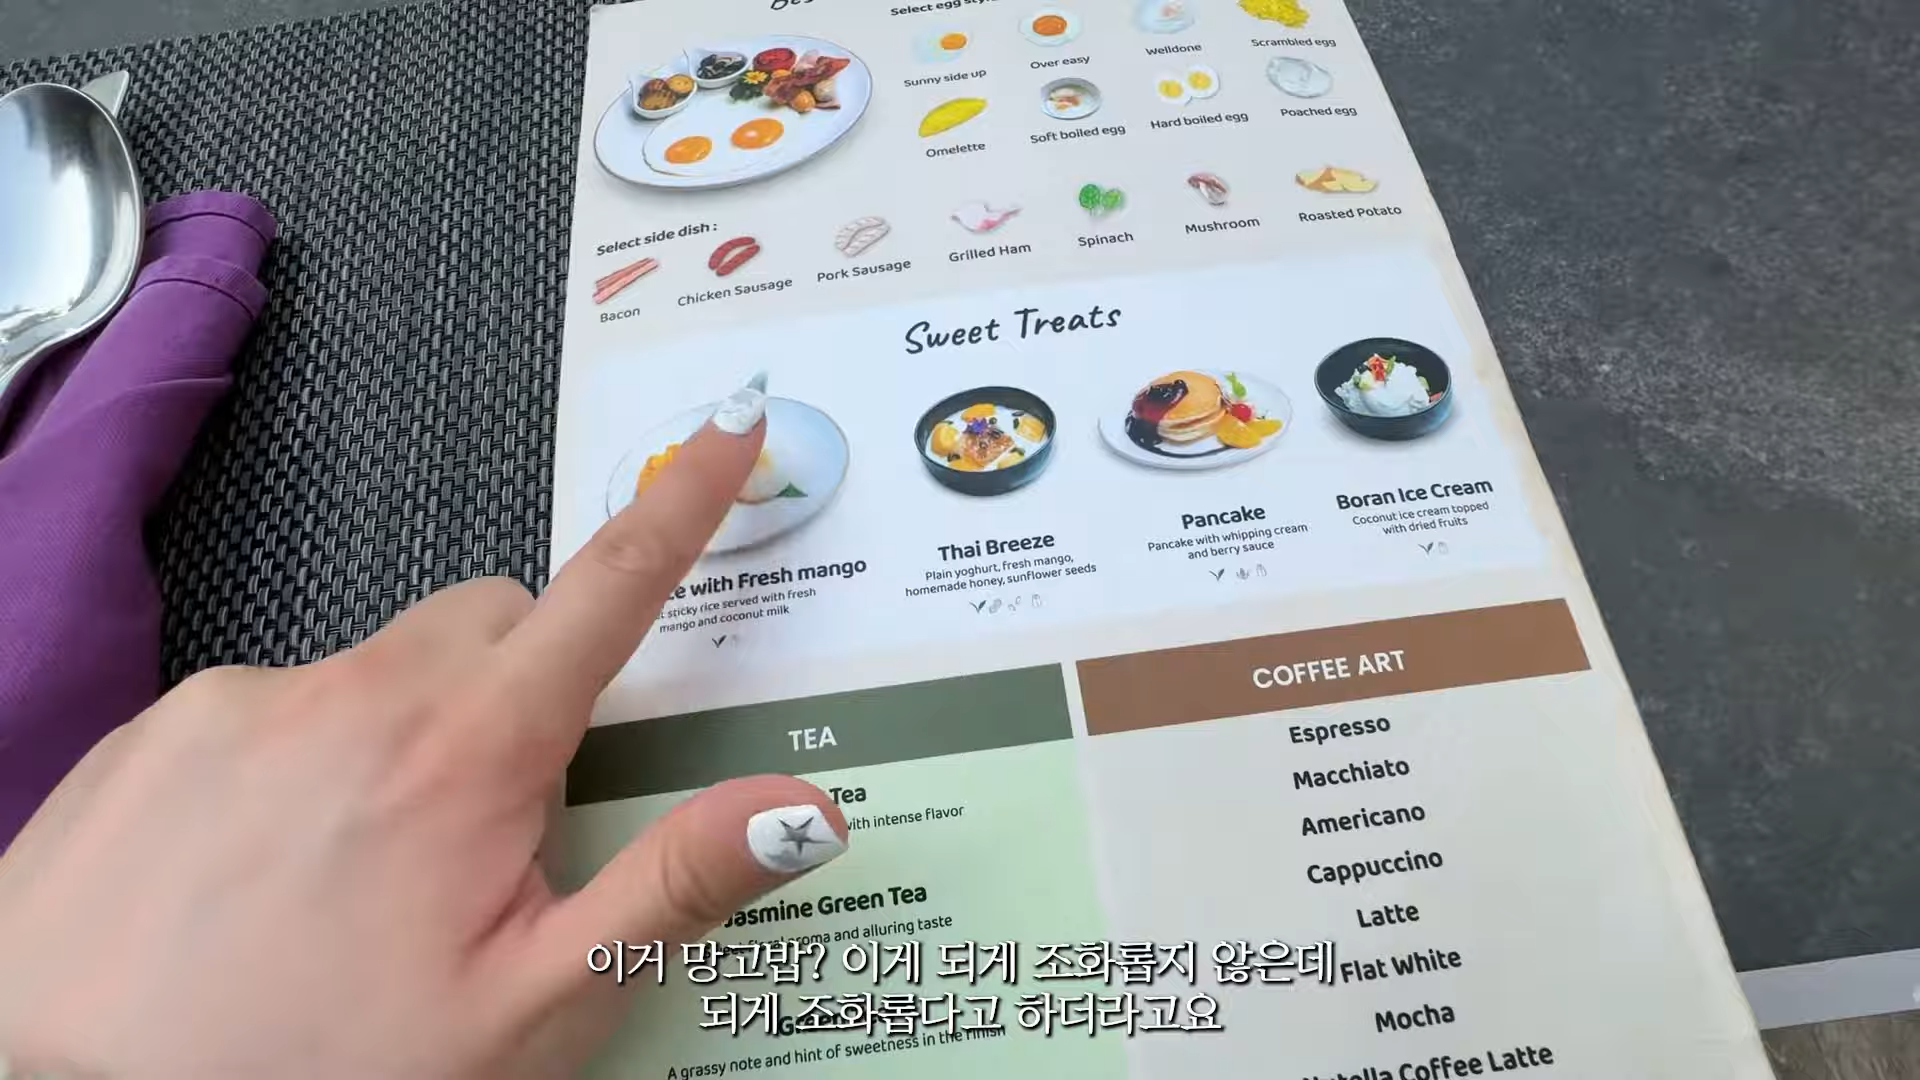 Select egg style
Sunny side up
Over easy
Welldone
Scrambled egg
Omelette
Soft boiled egg
Hard boiled egg
Poached egg
Select side dish :
Bacon
Chicken Sausage
Pork Sausage
Grilled Ham
Spinach
Mushroom
Roasted Potato
Sweet Treats
with Fresh mango
sticky rice served with fresh
mango and coconut milk
Thai Breeze
Plain yoghurt, fresh mango,
homemade honey, sunflower seeds
Pancake
Pancake with whipping cream
and berry sauce
Boran Ice Cream
Coconut ice cream topped
with dried fruits
TEA
Tea
with intense flavor
Jasmine Green Tea
aroma and alluring taste
A grassy note and hint of sweetness in the finish
COFFEE ART
Espresso
Macchiato
Americano
Cappuccino
Latte
Flat White
Mocha
Coffee Latte
이거 망고밥? 이게 되게 조화롭지 않은데
되게 조화롭다고 하더라고요